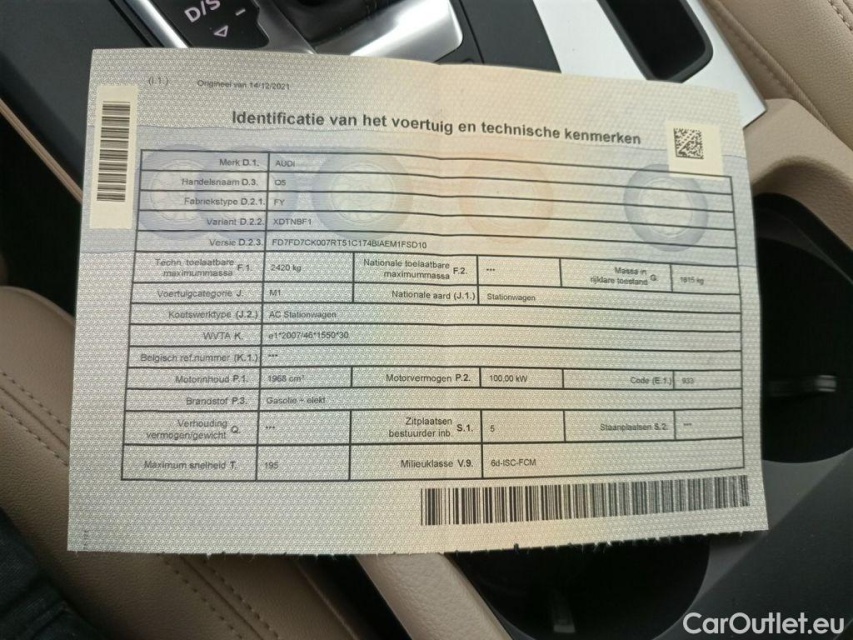 D/S
(I.1.) Origineel van 14/12/2021
Identificatie van het voertuig en technische kenmerken
Merk D.1. AUDI
Handelsnaam D.3. Q5
Fabriekstype D.2.1. FY
Variant D.2.2. XDTNBF1
Versie D.2.3. FD7FD7CK007RT51C174BIAEM1FSD10
Techn. toelaatbare maximummassa F.1. 2420 kg Nationale toelaatbare maximummassa F.2. --- Massa in rijklare toestand G.
Voertuigcategorie J. M1 Nationale aard (J.1.) Stationwagen
Koetswerktype (J.2.) AC Stationwagen
WVTA K. e1*2007/46*1550*30
Belgisch ref.nummer (K.1.) ---
Motorinhoud P.1. 1968 cm³ Motorvermogen P.2. 100,00 kW Code (E.1.)
Brandstof P.3. Gasolie + elekt
Verhouding vermogen/gewicht Q. --- Zitplaatsen bestuurder inb. S.1. 5 Staanplaatsen S.2. ---
Maximum snelheid T. 195 Milieuklasse V.9. 6d-ISC-FCM
CarOutlet.eu